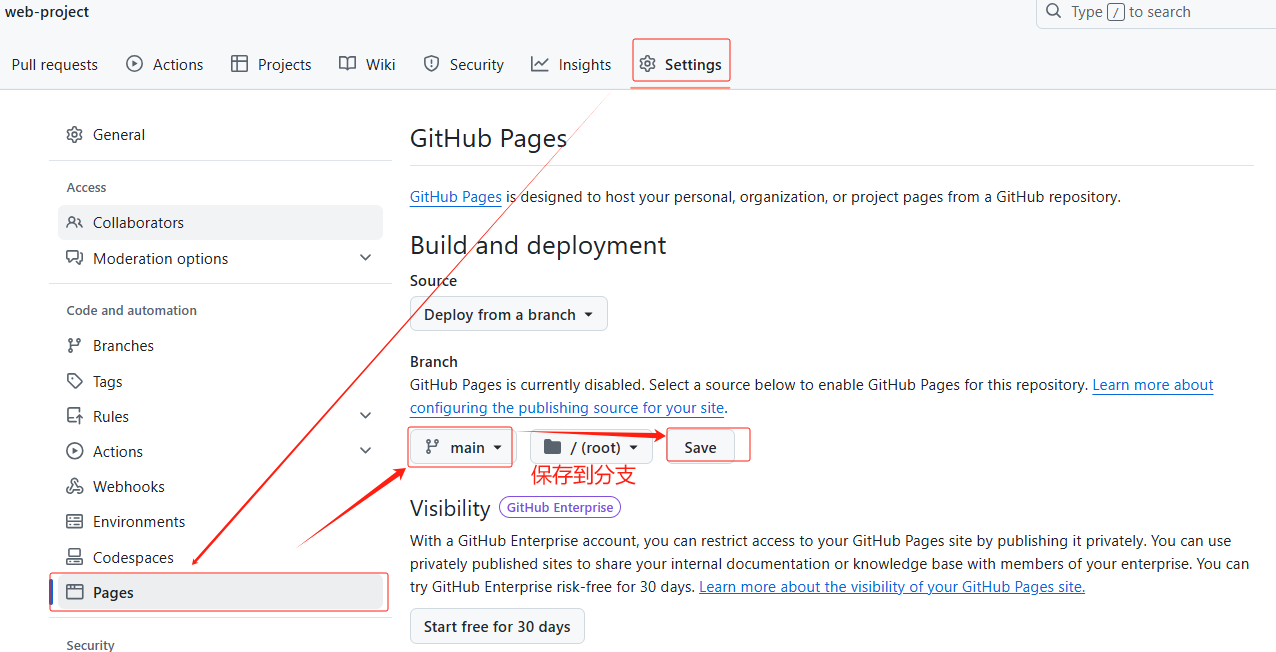 web-project
Type / to search
Pull requests
Actions
Projects
Wiki
Security
Insights
Settings
General
Access
Collaborators
Moderation options
Code and automation
Branches
Tags
Rules
Actions
Webhooks
Environments
Codespaces
Pages
Security
GitHub Pages
GitHub Pages is designed to host your personal, organization, or project pages from a GitHub repository.
Build and deployment
Source
Deploy from a branch
Branch
GitHub Pages is currently disabled. Select a source below to enable GitHub Pages for this repository. Learn more about
configuring the publishing source for your site.
main
/ (root)
Save
保存到分支
Visibility
GitHub Enterprise
With a GitHub Enterprise account, you can restrict access to your GitHub Pages site by publishing it privately. You can use
privately published sites to share your internal documentation or knowledge base with members of your enterprise. You can
try GitHub Enterprise risk-free for 30 days. Learn more about the visibility of your GitHub Pages site.
Start free for 30 days